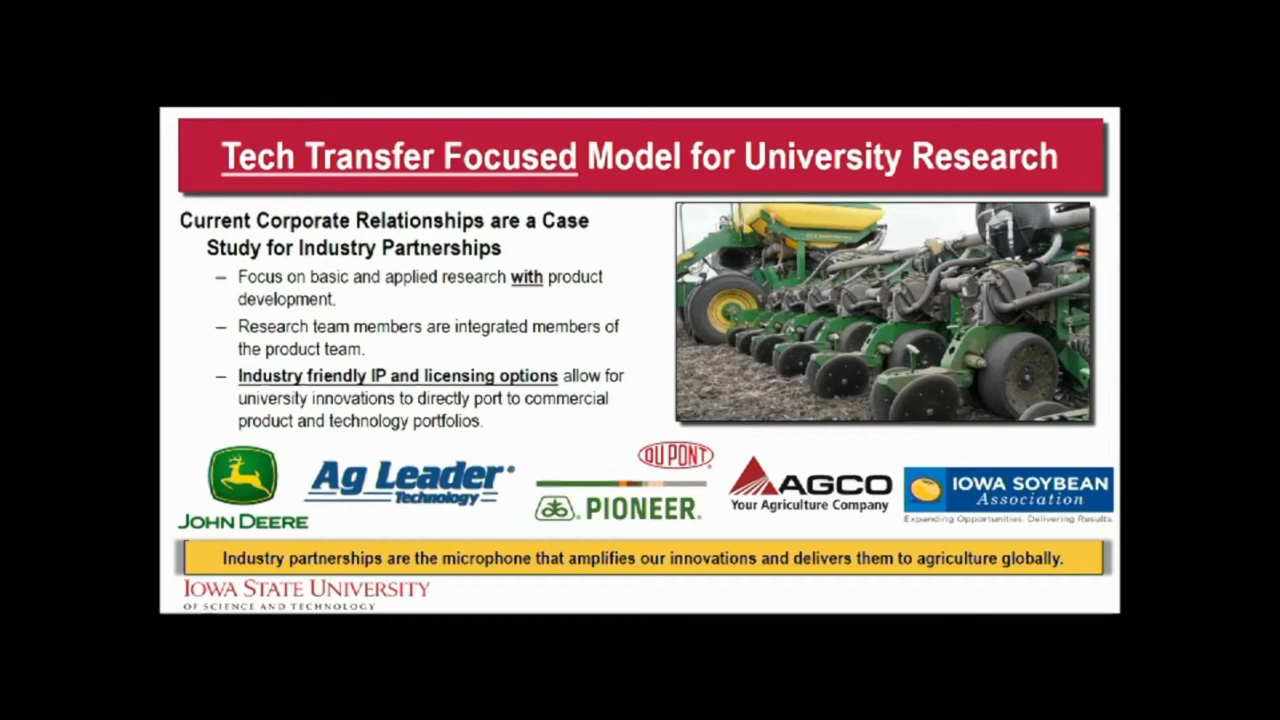 Tech Transfer Focused Model for University Research
Current Corporate Relationships are a Case
Study for Industry Partnerships
– Focus on basic and applied research with product
development.
– Research team members are integrated members of
the product team.
– Industry friendly IP and licensing options allow for
university innovations to directly port to commercial
product and technology portfolios.
JOHN DEERE
Ag Leader®
Technology
DUPONT®
PIONEER®
AGCO
Your Agriculture Company
IOWA SOYBEAN
Association
Expanding Opportunities. Delivering Results.
Industry partnerships are the microphone that amplifies our innovations and delivers them to agriculture globally.
IOWA STATE UNIVERSITY
OF SCIENCE AND TECHNOLOGY